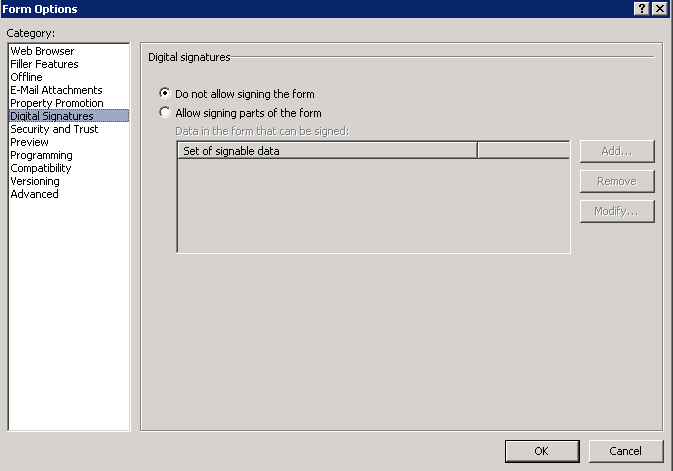 Form Options
Category:
Web Browser
Filler Features
Offline
E-Mail Attachments
Property Promotion
Digital Signatures
Security and Trust
Preview
Programming
Compatibility
Versioning
Advanced
Digital signatures
Do not allow signing the form
Allow signing parts of the form
Data in the form that can be signed:
Set of signable data
Add...
Remove
Modify...
OK
Cancel